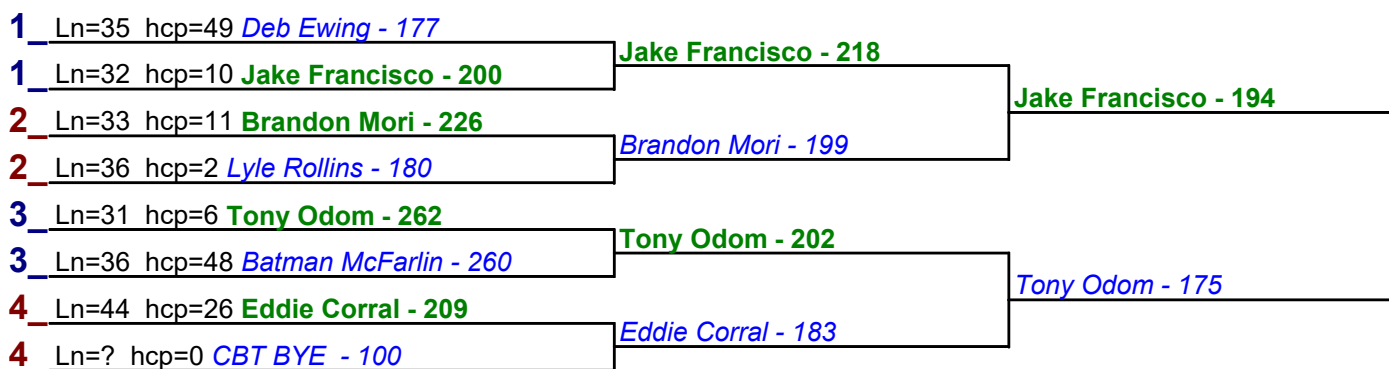 1_ Ln=35 hcp=49 Deb Ewing - 177
Jake Francisco - 218
1_ Ln=32 hcp=10 Jake Francisco - 200
Jake Francisco - 194
2_ Ln=33 hcp=11 Brandon Mori - 226
Brandon Mori - 199
2_ Ln=36 hcp=2 Lyle Rollins - 180
3_ Ln=31 hcp=6 Tony Odom - 262
Tony Odom - 202
3_ Ln=36 hcp=48 Batman McFarlin - 260
Tony Odom - 175
4_ Ln=44 hcp=26 Eddie Corral - 209
Eddie Corral - 183
4 Ln=? hcp=0 CBT BYE - 100